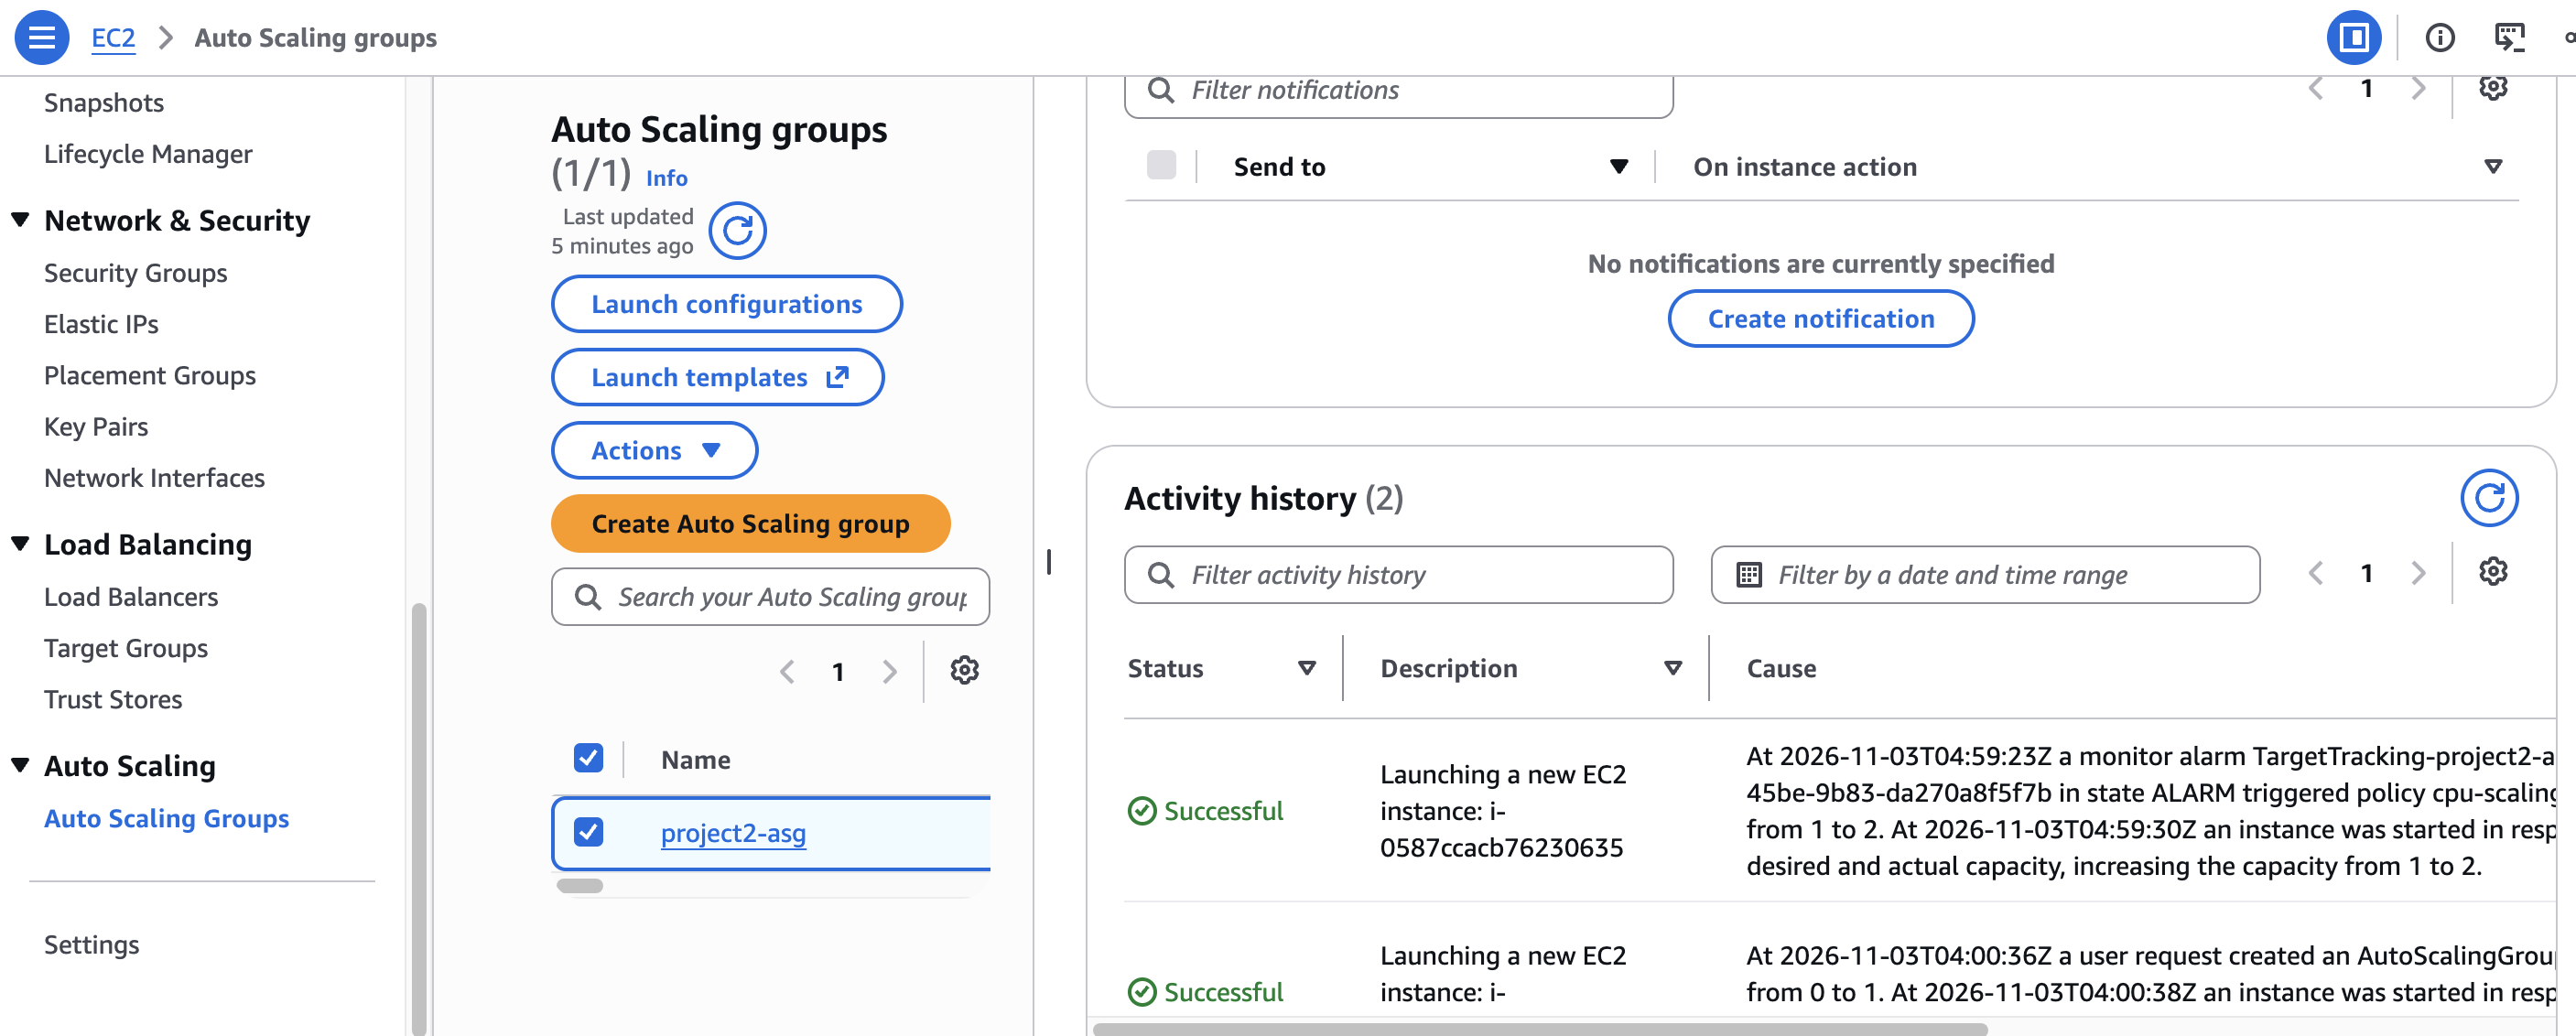 EC2 > Auto Scaling groups
Snapshots
Lifecycle Manager
Network & Security
Security Groups
Elastic IPs
Placement Groups
Key Pairs
Network Interfaces
Load Balancing
Load Balancers
Target Groups
Trust Stores
Auto Scaling
Auto Scaling Groups
Settings
Auto Scaling groups
(1/1) Info
Last updated
5 minutes ago
Launch configurations
Launch templates
Actions
Create Auto Scaling group
Search your Auto Scaling group
1
Name
project2-asg
Filter notifications
1
Send to
On instance action
No notifications are currently specified
Create notification
Activity history (2)
Filter activity history
Filter by a date and time range
1
Status
Description
Cause
Successful
Launching a new EC2
instance: i-
0587ccacb76230635
At 2026-11-03T04:59:23Z a monitor alarm TargetTracking-project2-a
45be-9b83-da270a8f5f7b in state ALARM triggered policy cpu-scaling
from 1 to 2. At 2026-11-03T04:59:30Z an instance was started in resp
desired and actual capacity, increasing the capacity from 1 to 2.
Successful
Launching a new EC2
instance: i-
At 2026-11-03T04:00:36Z a user request created an AutoScalingGrou
from 0 to 1. At 2026-11-03T04:00:38Z an instance was started in resp